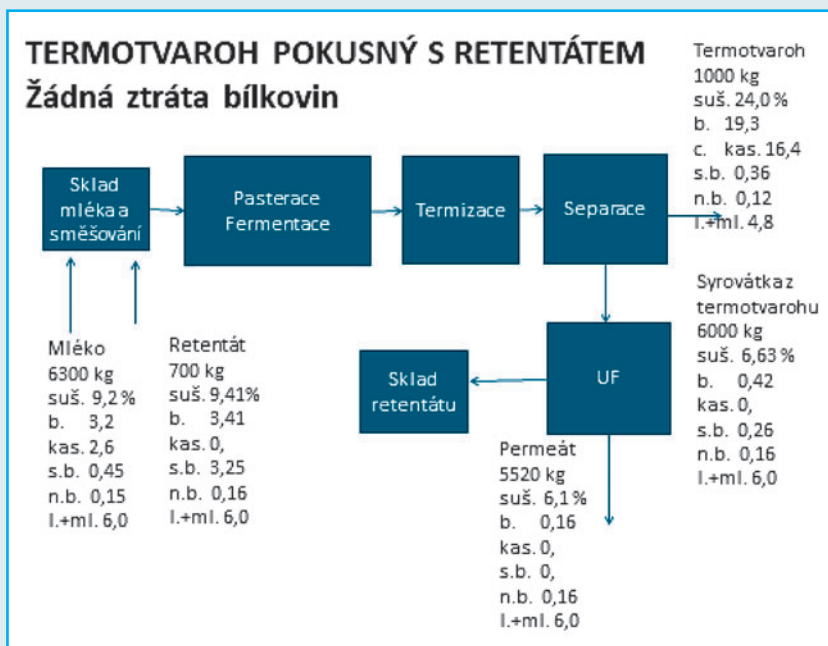 TERMOTVAROH POKUSNÝ S RETENTÁTEM
Žádná ztráta bílkovin
Termotvaroh
1000 kg
suš. 24,0 %
b. 19,3
c. kas. 16,4
s.b. 0,36
n.b. 0,12
l.+ml. 4,8
Sklad
mléka a
směšování
Pasterace
Fermentace
Termizace
Separace
Mléko
6300 kg
suš. 9,2 %
b. 3,2
kas. 2,6
s.b. 0,45
n.b. 0,15
l.+ml. 6,0
Retentát
700 kg
suš. 9,41%
b. 3,41
kas. 0,
s.b. 3,25
n.b. 0,16
l.+ml. 6,0
Sklad
retentátu
UF
Syrovátka z
termotvarohu
6000 kg
suš. 6,63 %
b. 0,42
kas. 0,
s.b. 0,26
n.b. 0,16
l.+ml. 6,0
Permeát
5520 kg
suš. 6,1 %
b. 0,16
kas. 0,
s.b. 0,
n.b. 0,16
l.+ml. 6,0